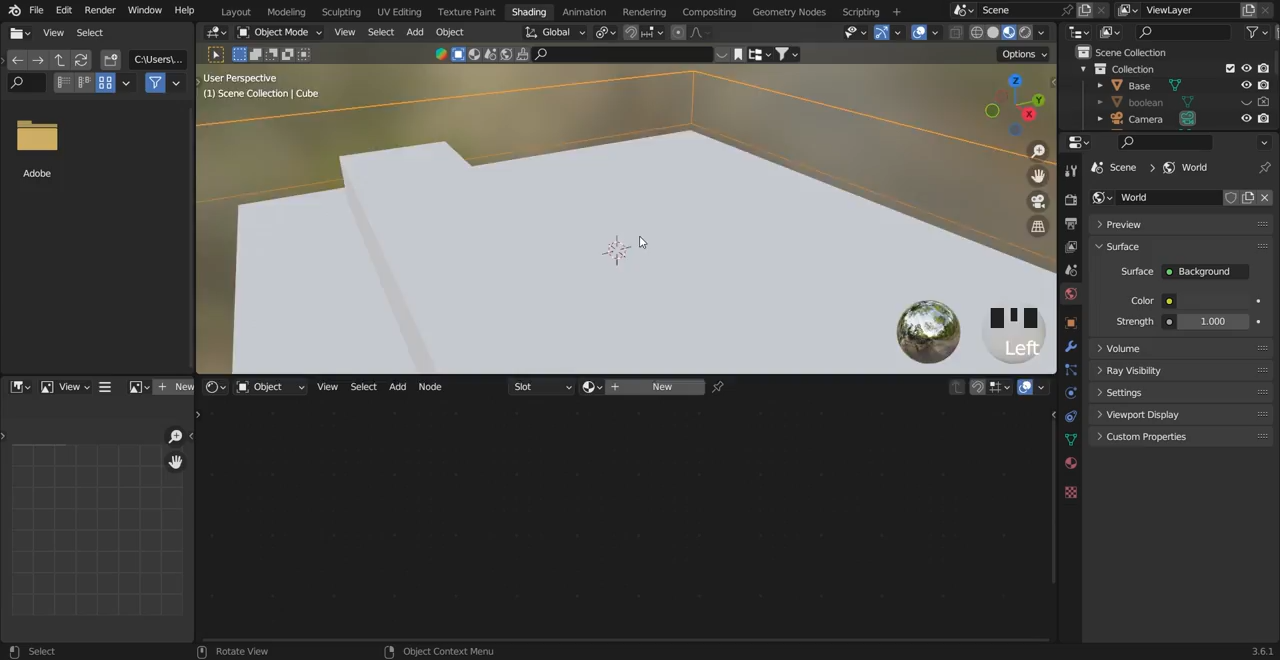 File Edit Render Window Help Layout Modeling Sculpting UV Editing Texture Paint Shading Animation Rendering Compositing Geometry Nodes Scripting + Scene ViewLayer
View Select Object Mode View Select Add Object Global
C:\Users\... Options
User Perspective
(1) Scene Collection | Cube
Z
Y
X
Adobe
Left
Scene Collection
Collection
Base
boolean
Camera
Scene > World
World
Preview
Surface
Surface Background
Color
Strength 1.000
Volume
Ray Visibility
Settings
Viewport Display
Custom Properties
View + New Object View Select Add Node Slot + New
Select Rotate View Object Context Menu 3.6.1